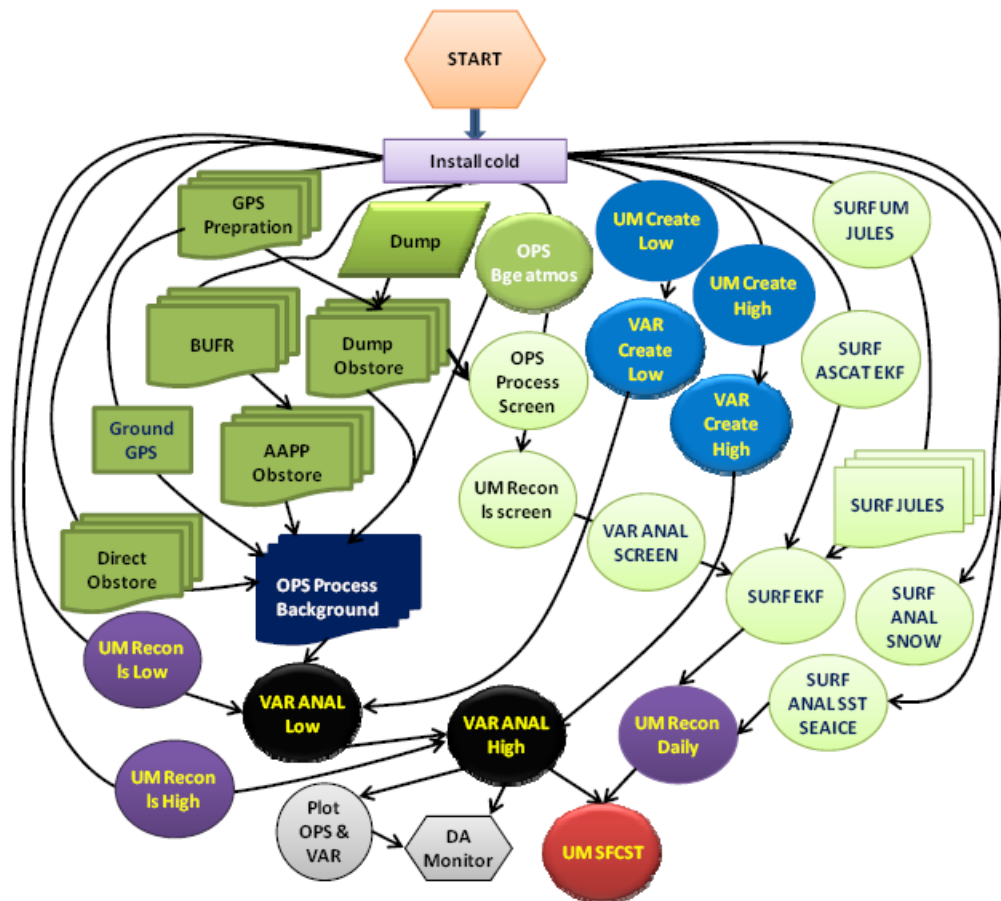 START
Install cold
GPS
Prepration
Dump
OPS
Bge atmos
UM Create
Low
SURF UM
JULES
UM Create
High
BUFR
Dump
Obstore
OPS
Process
Screen
VAR
Create
Low
SURF
ASCAT EKF
VAR
Create
High
Ground
GPS
AAPP
Obstore
UM Recon
ls screen
VAR ANAL
SCREEN
SURF JULES
Direct
Obstore
OPS Process
Background
SURF EKF
SURF
ANAL
SNOW
UM Recon
ls Low
VAR ANAL
Low
VAR ANAL
High
UM Recon
Daily
SURF
ANAL SST
SEAICE
UM Recon
ls High
Plot
OPS &
VAR
DA
Monitor
UM SFCST